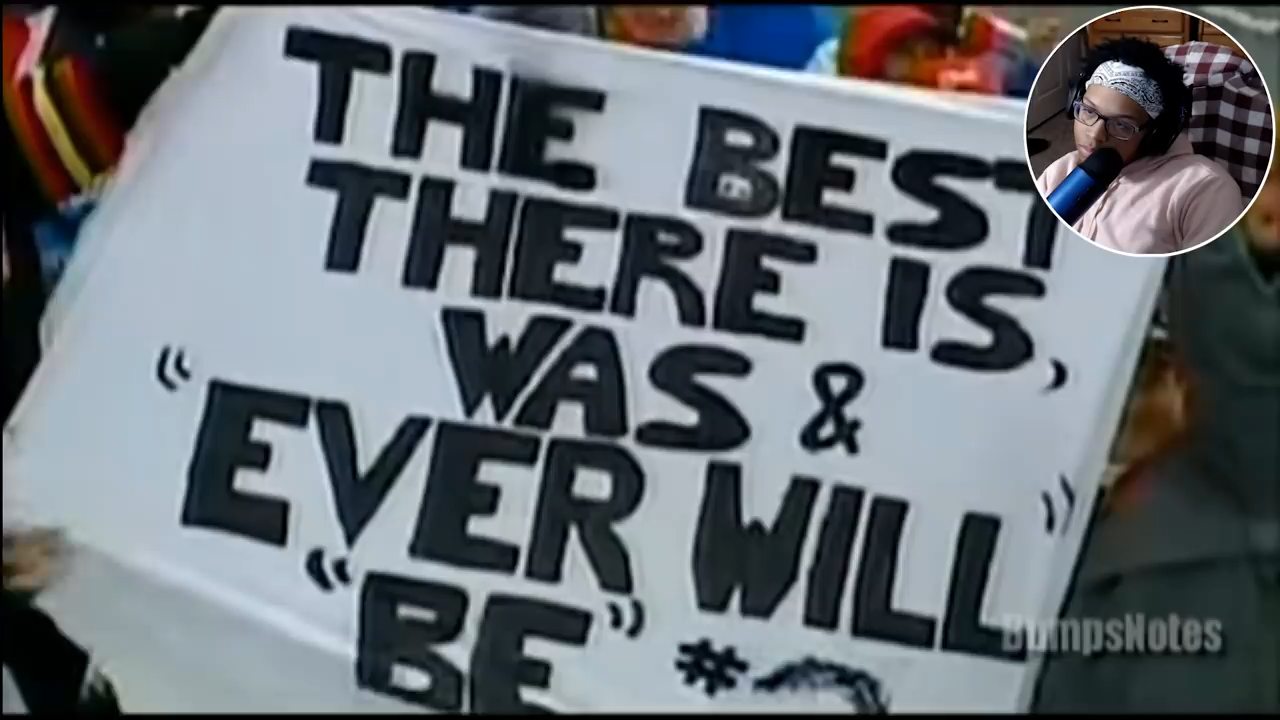 THE BEST
THERE IS,
WAS &
"EVER WILL"
"BE" #
BumpsNotes